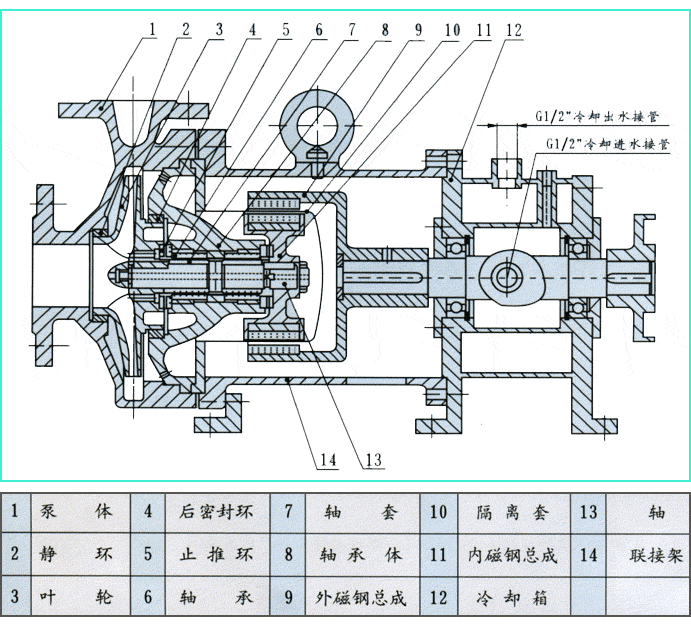 1 2 3 4 5 6 7 8 9 10 11 12
G1/2"冷却出水接管
G1/2"冷却进水接管
14 13
1 泵 体 4 后密封环 7 轴 套 10 隔 离 套 13 轴
2 静 环 5 止 推 环 8 轴 承 体 11 内磁钢总成 14 联接架
3 叶 轮 6 轴 承 9 外磁钢总成 12 冷 却 箱